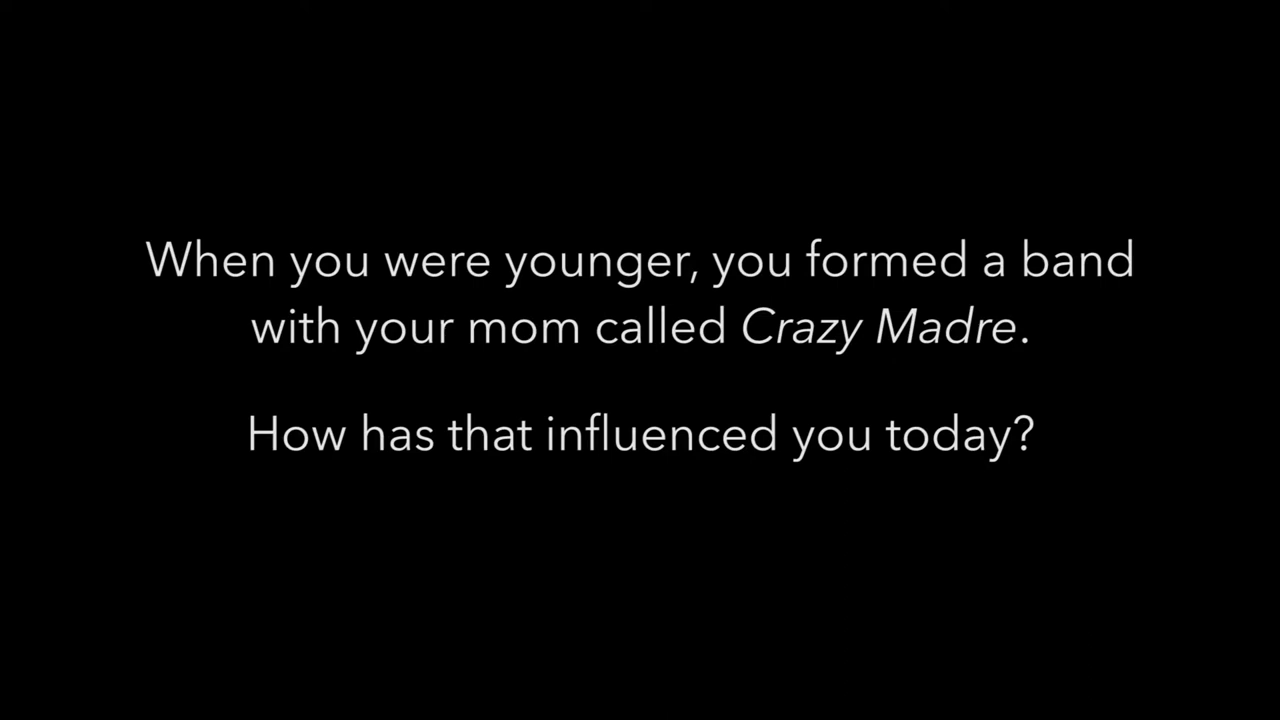 When you were younger, you formed a band
with your mom called Crazy Madre.
How has that influenced you today?